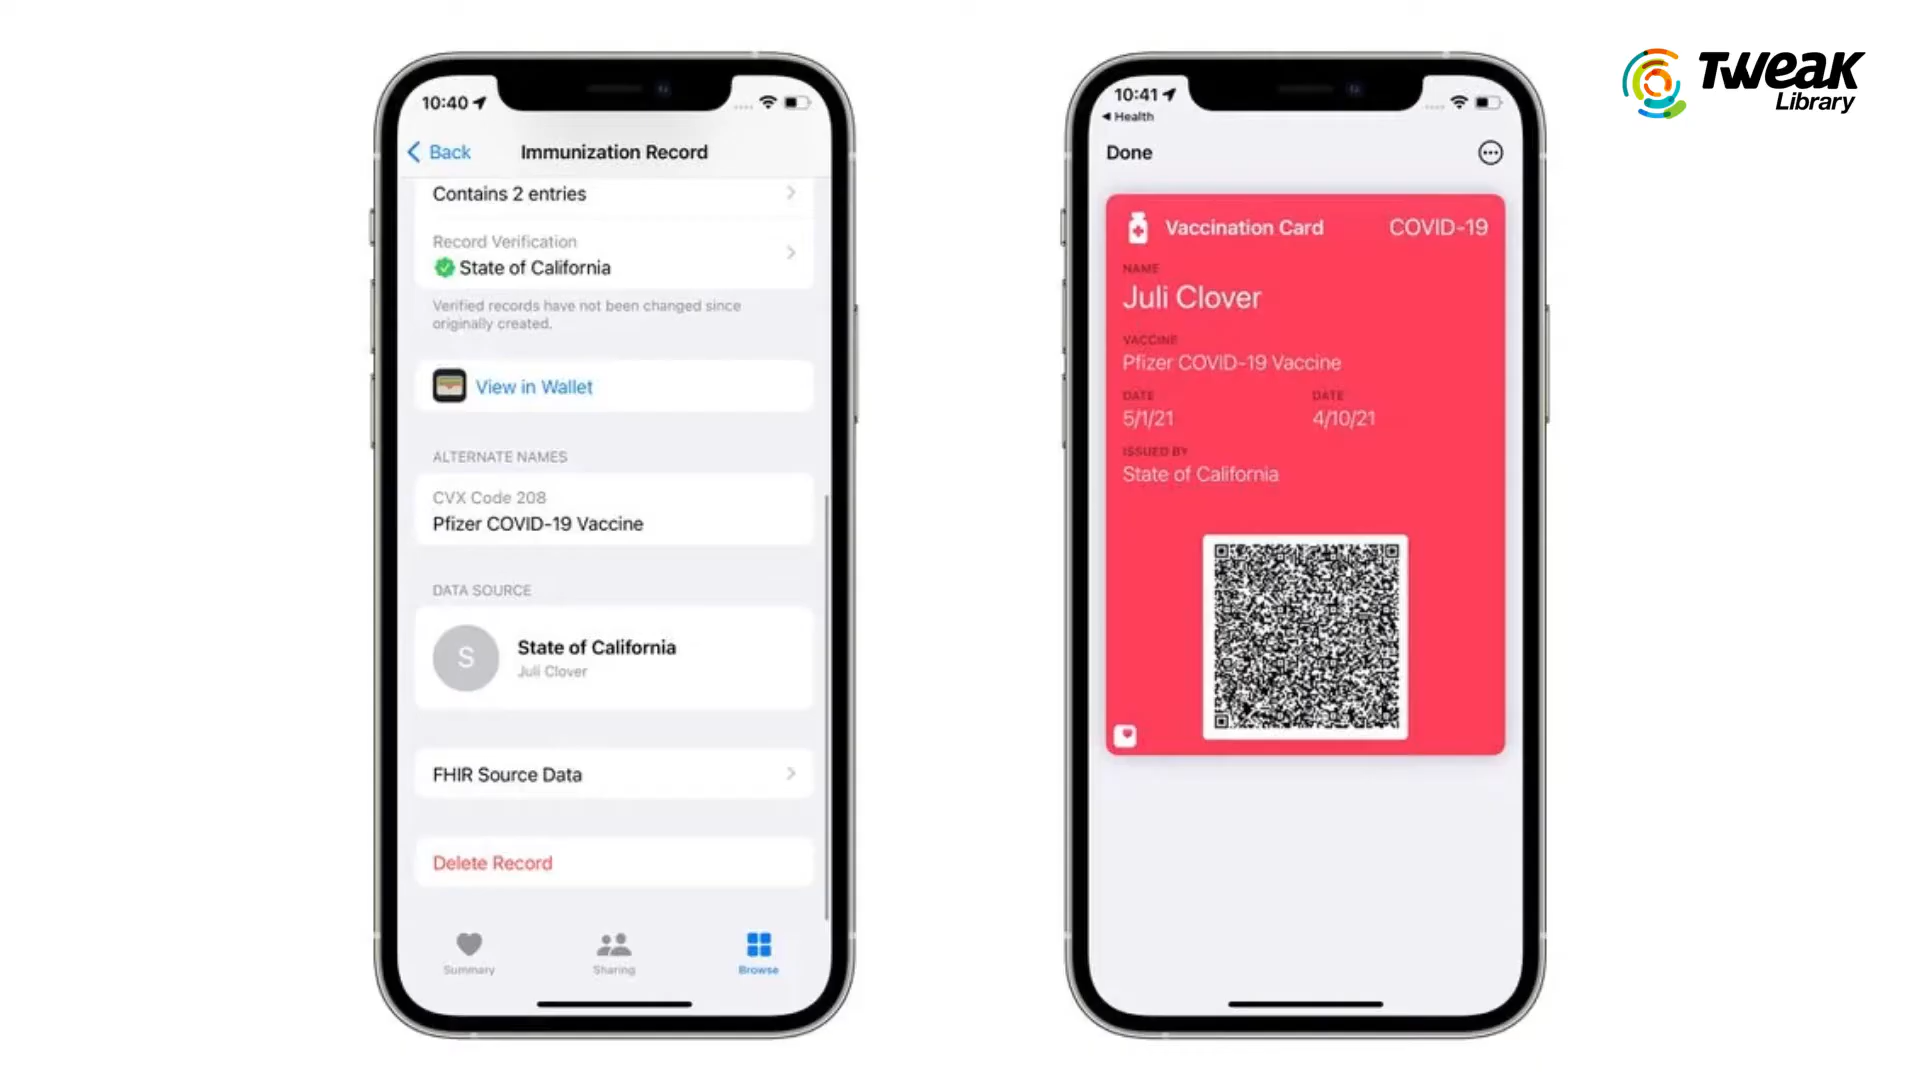 TWEAK
Library
10:40
Back
Immunization Record
Contains 2 entries
Record Verification
State of California
Verified records have not been changed since
originally created.
View in Wallet
ALTERNATE NAMES
CVX Code 208
Pfizer COVID-19 Vaccine
DATA SOURCE
S
State of California
Juli Clover
FHIR Source Data
Delete Record
Summary
Sharing
Browse
10:41
Health
Done
Vaccination Card
COVID-19
NAME
Juli Clover
VACCINE
Pfizer COVID-19 Vaccine
DATE
DATE
5/1/21
4/10/21
ISSUED BY
State of California